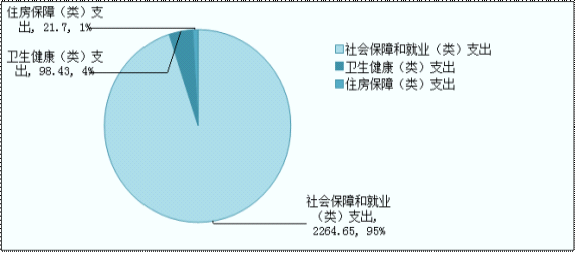 住房保障（类）支
出, 21.7, 1%
卫生健康（类）支
出, 98.43, 4%
社会保障和就业（类）支出
卫生健康（类）支出
住房保障（类）支出
社会保障和就业
（类）支出,
2264.65, 95%